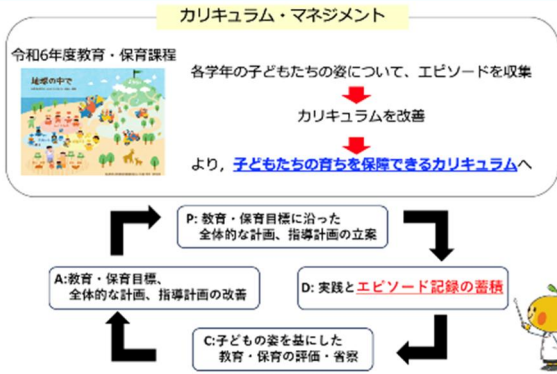 カリキュラム・マネジメント
令和6年度教育・保育課程
地球の中で
各学年の子どもたちの姿について、エピソードを収集
カリキュラムを改善
より，子どもたちの育ちを保障できるカリキュラムへ
P: 教育・保育目標に沿った
全体的な計画、指導計画の立案
A:教育・保育目標、
全体的な計画、指導計画の改善
D: 実践とエピソード記録の蓄積
C:子どもの姿を基にした
教育・保育の評価・省察